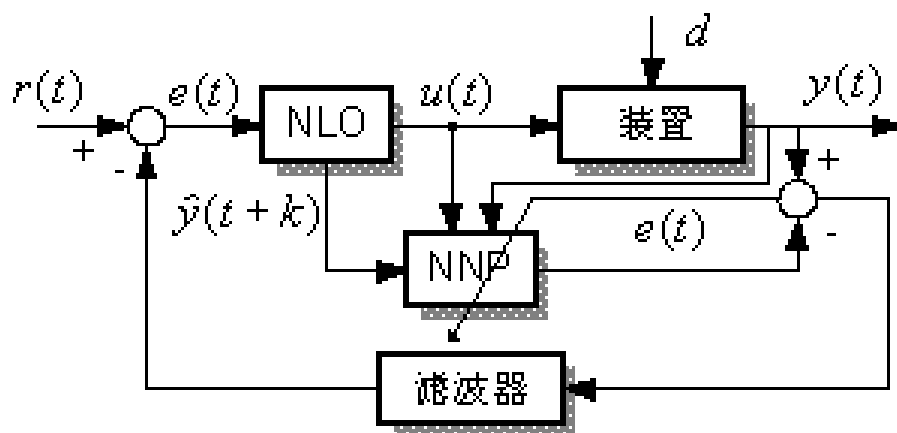 d
r(t)
e(t)
NLO
u(t)
装置
y(t)
+
-
+
ŷ(t + k)
e(t)
-
NNP
滤波器